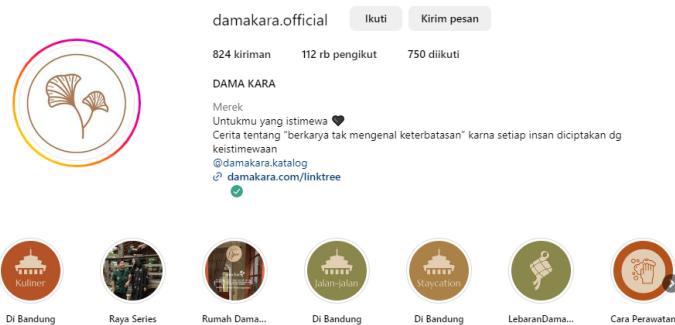 damakara.official Ikuti Kirim pesan
824 kiriman 112 rb pengikut 750 diikuti
DAMA KARA
Merek
Untukmu yang istimewa 🖤
Cerita tentang "berkarya tak mengenal keterbatasan" karna setiap insan diciptakan dg
keistimewaan
@damakara.katalog
damakara.com/linktree
Kuliner Jalan-jalan Staycation
Di Bandung Raya Series Rumah Dama... Di Bandung Di Bandung LebaranDama... Cara Perawatan